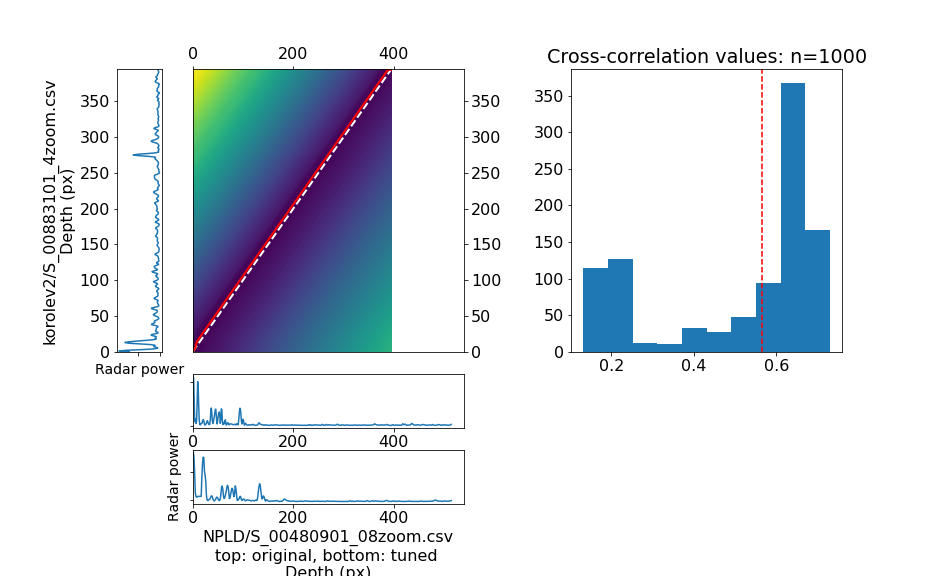 0 200 400
Cross-correlation values: n=1000
korolev2/S_00883101_4zoom.csv
Depth (px)
350
300
250
200
150
100
50
0
Radar power
350
300
250
200
150
100
50
0
350
300
250
200
150
100
50
0
0.2 0.4 0.6
0 200 400
Radar power
0 200 400
NPLD/S_00480901_08zoom.csv
top: original, bottom: tuned
Depth (px)